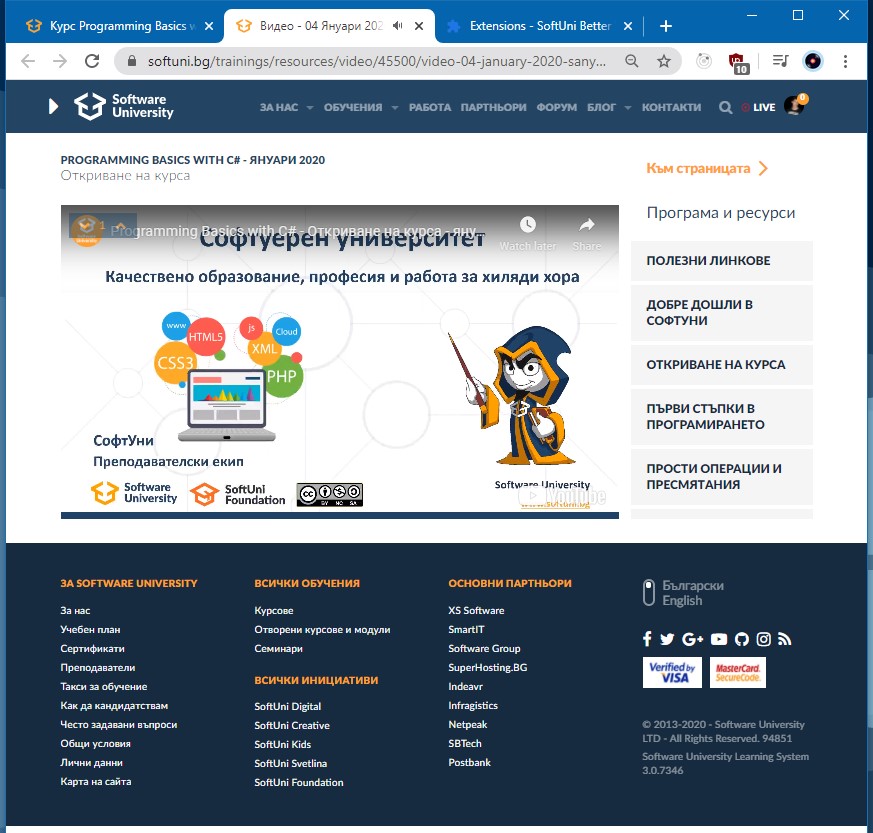 Курс Programming Basics w
Видео - 04 Януари 202
Extensions - SoftUni Better
softuni.bg/trainings/resources/video/45500/video-04-january-2020-sany...
10
Software
University
ЗА НАС
ОБУЧЕНИЯ
РАБОТА
ПАРТНЬОРИ
ФОРУМ
БЛОГ
КОНТАКТИ
LIVE
0
PROGRAMMING BASICS WITH C# - ЯНУАРИ 2020
Откриване на курса
1
Programming Basics with C# - Откриване на курса - яну...
Watch later
Share
Софтуерен университет
Качествено образование, професия и работа за хиляди хора
www
HTML5
CSS3
js
Cloud
XML
PHP
СофтУни
Преподавателски екип
Software
University
SoftUni
Foundation
CC
BY NC SA
Software University
YouTube
www.softuni.bg
Към страницата
Програма и ресурси
ПОЛЕЗНИ ЛИНКОВЕ
ДОБРЕ ДОШЛИ В
СОФТУНИ
ОТКРИВАНЕ НА КУРСА
ПЪРВИ СТЪПКИ В
ПРОГРАМИРАНЕТО
ПРОСТИ ОПЕРАЦИИ И
ПРЕСМЯТАНИЯ
ЗА SOFTWARE UNIVERSITY
За нас
Учебен план
Сертификати
Преподаватели
Такси за обучение
Как да кандидатствам
Често задавани въпроси
Общи условия
Лични данни
Карта на сайта
ВСИЧКИ ОБУЧЕНИЯ
Курсове
Отворени курсове и модули
Семинари
ВСИЧКИ ИНИЦИАТИВИ
SoftUni Digital
SoftUni Creative
SoftUni Kids
SoftUni Svetlina
SoftUni Foundation
ОСНОВНИ ПАРТНЬОРИ
XS Software
SmartIT
Software Group
SuperHosting.BG
Indeavr
Infragistics
Netpeak
SBTech
Postbank
Български
English
Verified by
VISA
MasterCard.
SecureCode.
© 2013-2020 - Software University
LTD - All Rights Reserved. 94851
Software University Learning System
3.0.7346